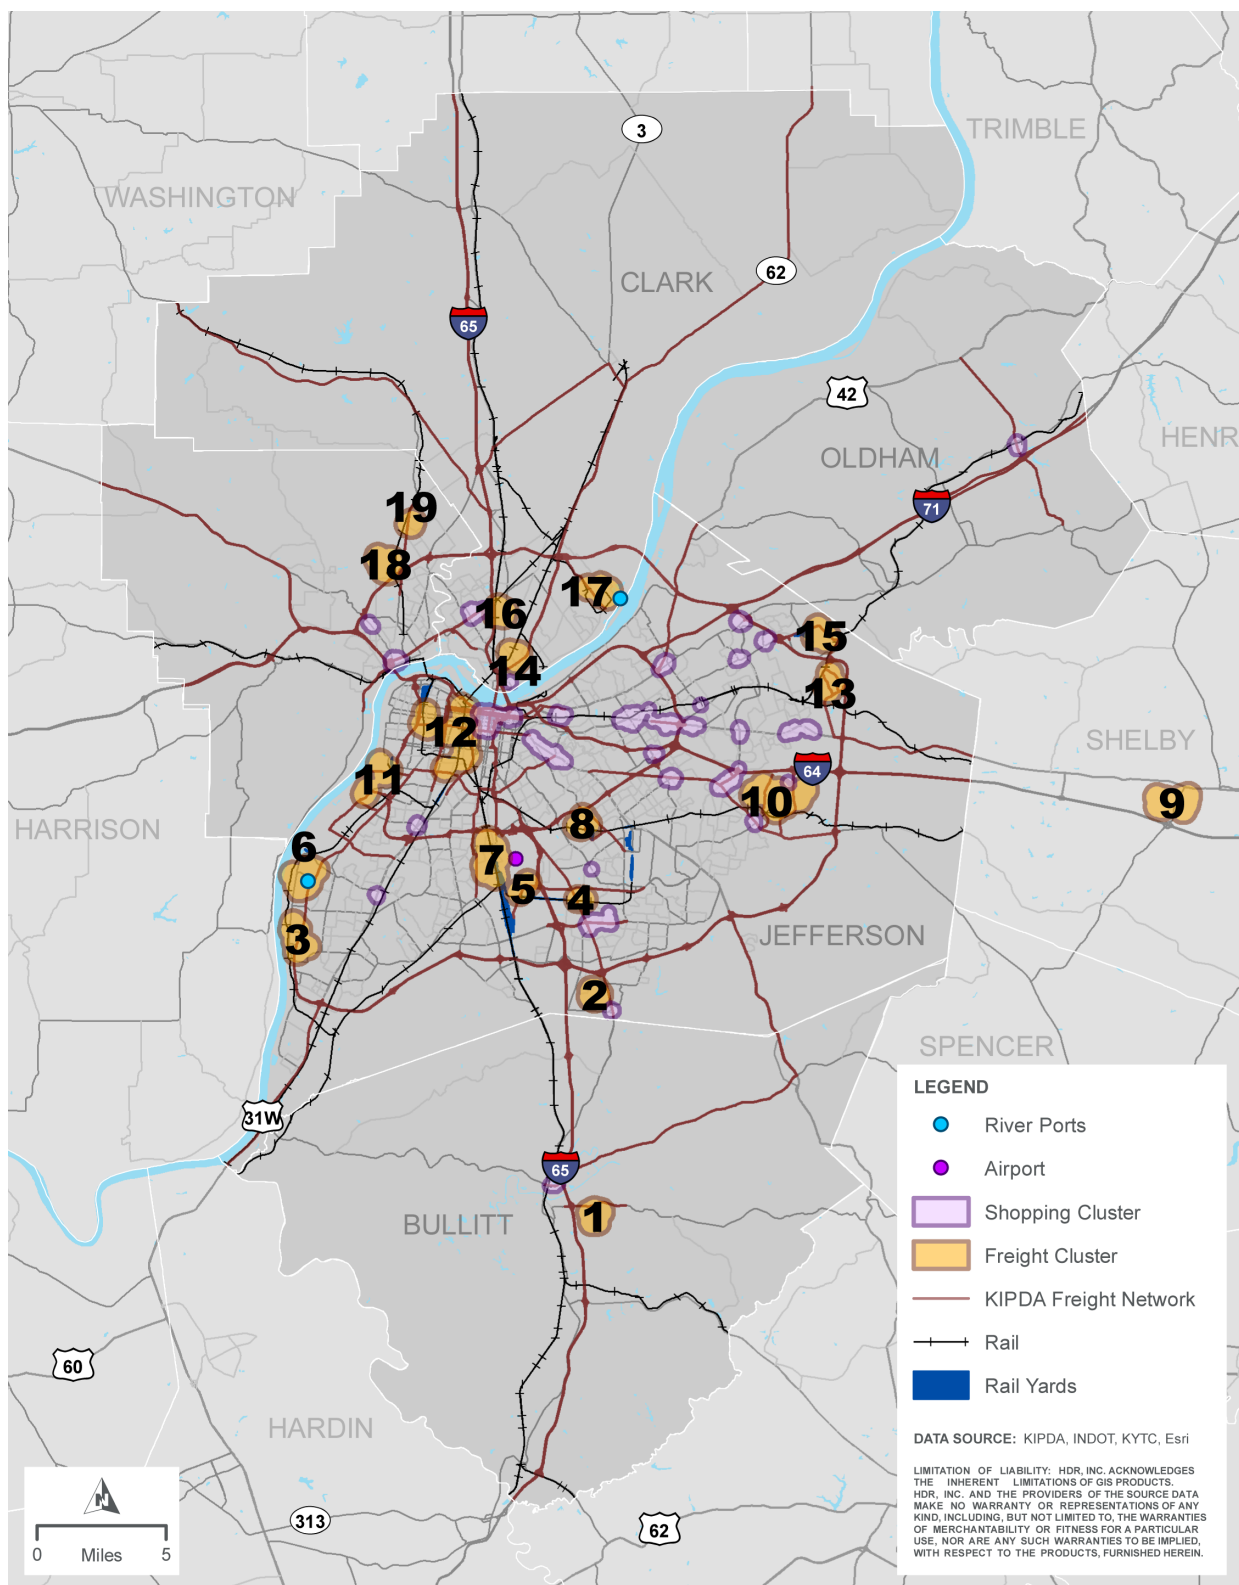 3
TRIMBLE
WASHINGTON
62
CLARK
65
42
HENR
OLDHAM
71
19
18
17
16
15
14
13
12
SHELBY
64
11
10
9
HARRISON
8
6
7
5
4
3
JEFFERSON
2
SPENCER
31W
65
1
BULLITT
60
HARDIN
313
62
N
0 Miles 5
LEGEND
River Ports
Airport
Shopping Cluster
Freight Cluster
KIPDA Freight Network
Rail
Rail Yards
DATA SOURCE: KIPDA, INDOT, KYTC, Esri
LIMITATION OF LIABILITY: HDR, INC. ACKNOWLEDGES
THE INHERENT LIMITATIONS OF GIS PRODUCTS.
HDR, INC. AND THE PROVIDERS OF THE SOURCE DATA
MAKE NO WARRANTY OR REPRESENTATIONS OF ANY
KIND, INCLUDING, BUT NOT LIMITED TO, THE WARRANTIES
OF MERCHANTABILITY OR FITNESS FOR A PARTICULAR
USE, NOR ARE ANY SUCH WARRANTIES TO BE IMPLIED,
WITH RESPECT TO THE PRODUCTS, FURNISHED HEREIN.